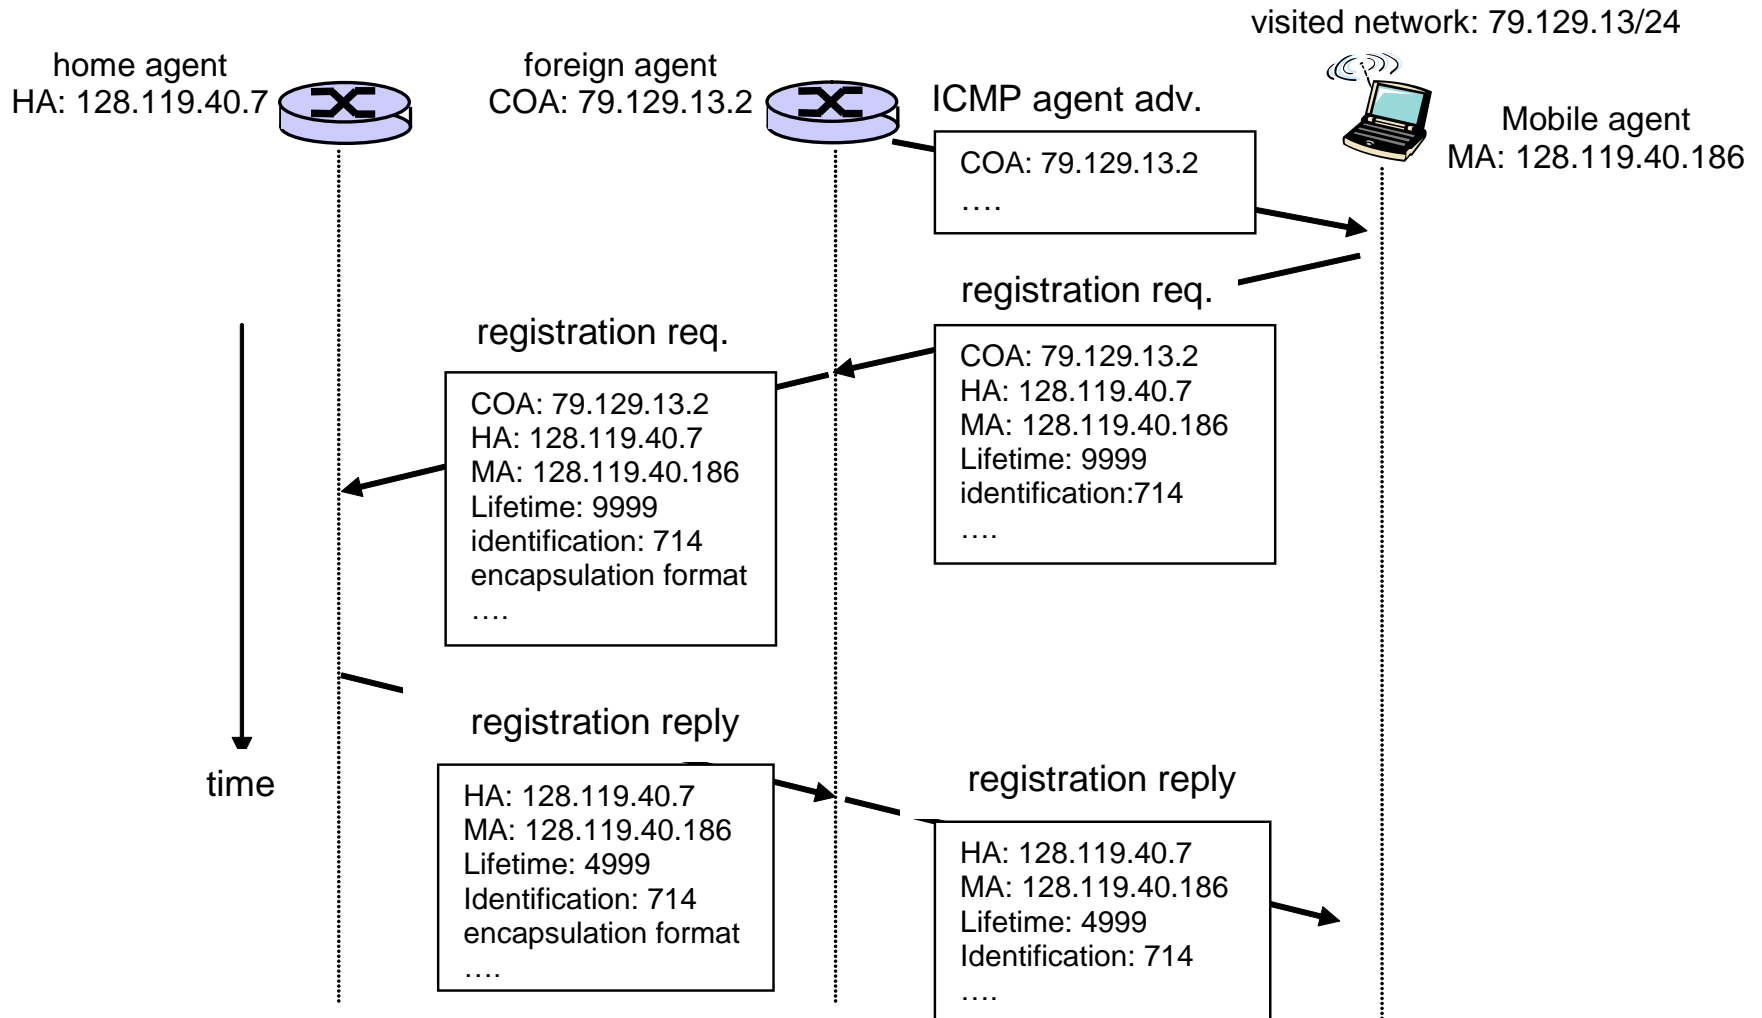 visited network: 79.129.13/24
home agent
HA: 128.119.40.7
foreign agent
COA: 79.129.13.2
ICMP agent adv.
Mobile agent
MA: 128.119.40.186
COA: 79.129.13.2
….
registration req.
COA: 79.129.13.2
HA: 128.119.40.7
MA: 128.119.40.186
Lifetime: 9999
identification:714
….
registration req.
COA: 79.129.13.2
HA: 128.119.40.7
MA: 128.119.40.186
Lifetime: 9999
identification: 714
encapsulation format
….
time
registration reply
HA: 128.119.40.7
MA: 128.119.40.186
Lifetime: 4999
Identification: 714
encapsulation format
….
registration reply
HA: 128.119.40.7
MA: 128.119.40.186
Lifetime: 4999
Identification: 714
….